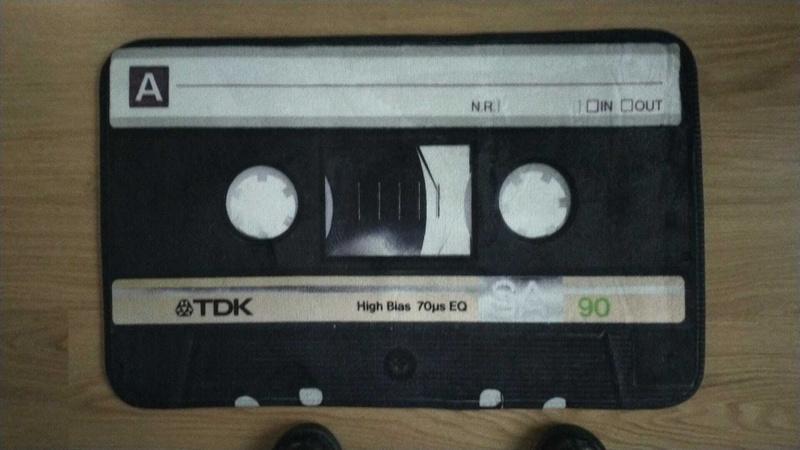 A
N.R. IN OUT
TDK High Bias 70µs EQ SA 90